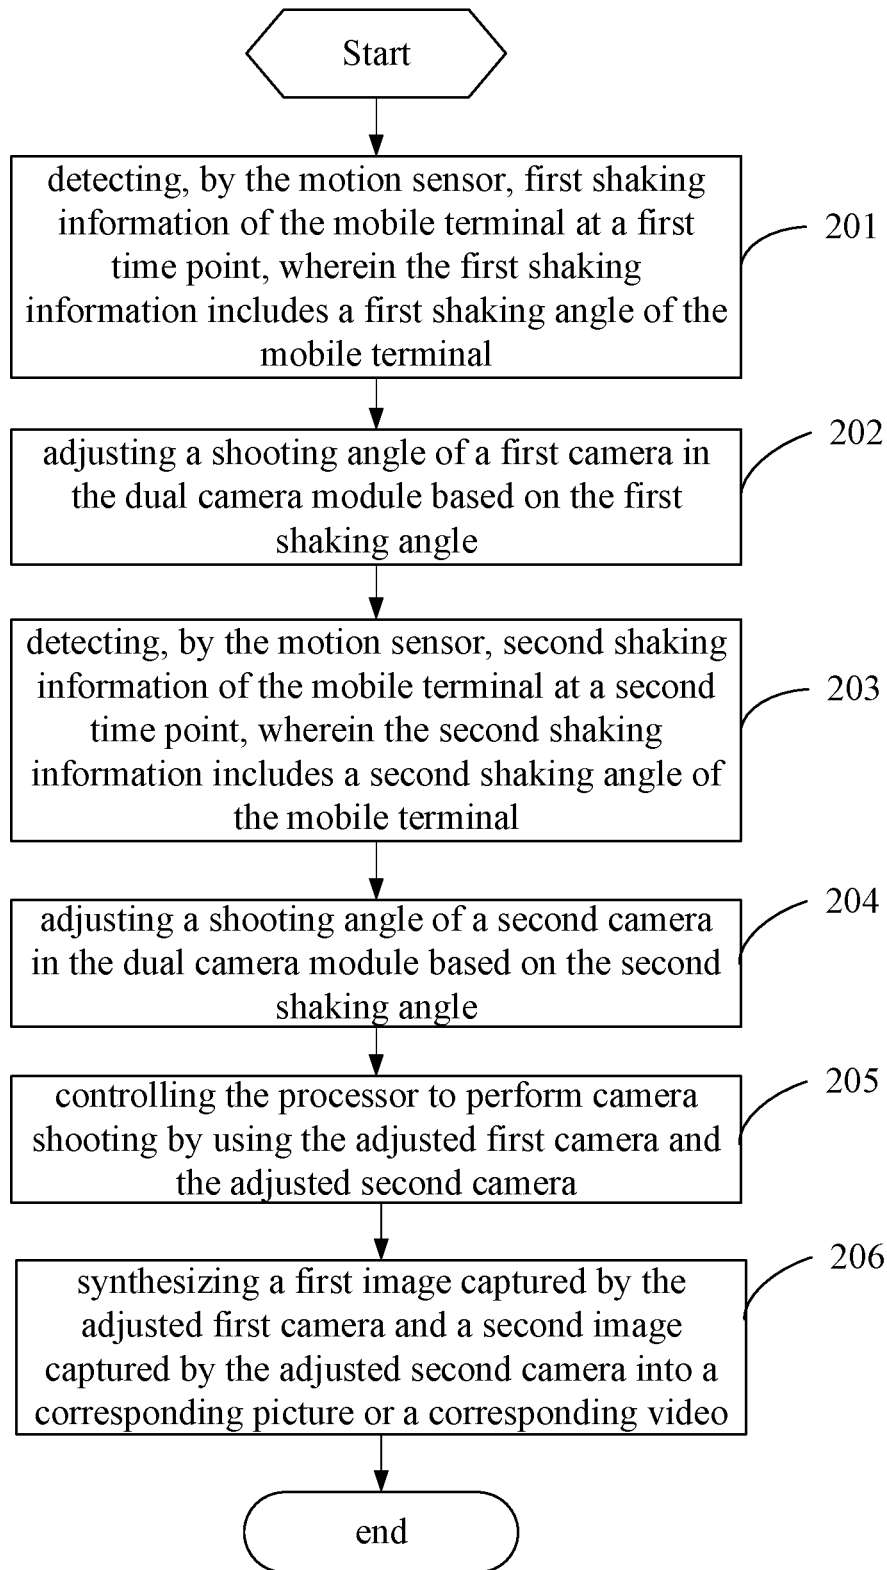 Start
detecting, by the motion sensor, first shaking
information of the mobile terminal at a first
time point, wherein the first shaking
information includes a first shaking angle of the
mobile terminal
201
adjusting a shooting angle of a first camera in
the dual camera module based on the first
shaking angle
202
detecting, by the motion sensor, second shaking
information of the mobile terminal at a second
time point, wherein the second shaking
information includes a second shaking angle of
the mobile terminal
203
adjusting a shooting angle of a second camera
in the dual camera module based on the second
shaking angle
204
controlling the processor to perform camera
shooting by using the adjusted first camera and
the adjusted second camera
205
synthesizing a first image captured by the
adjusted first camera and a second image
captured by the adjusted second camera into a
corresponding picture or a corresponding video
206
end